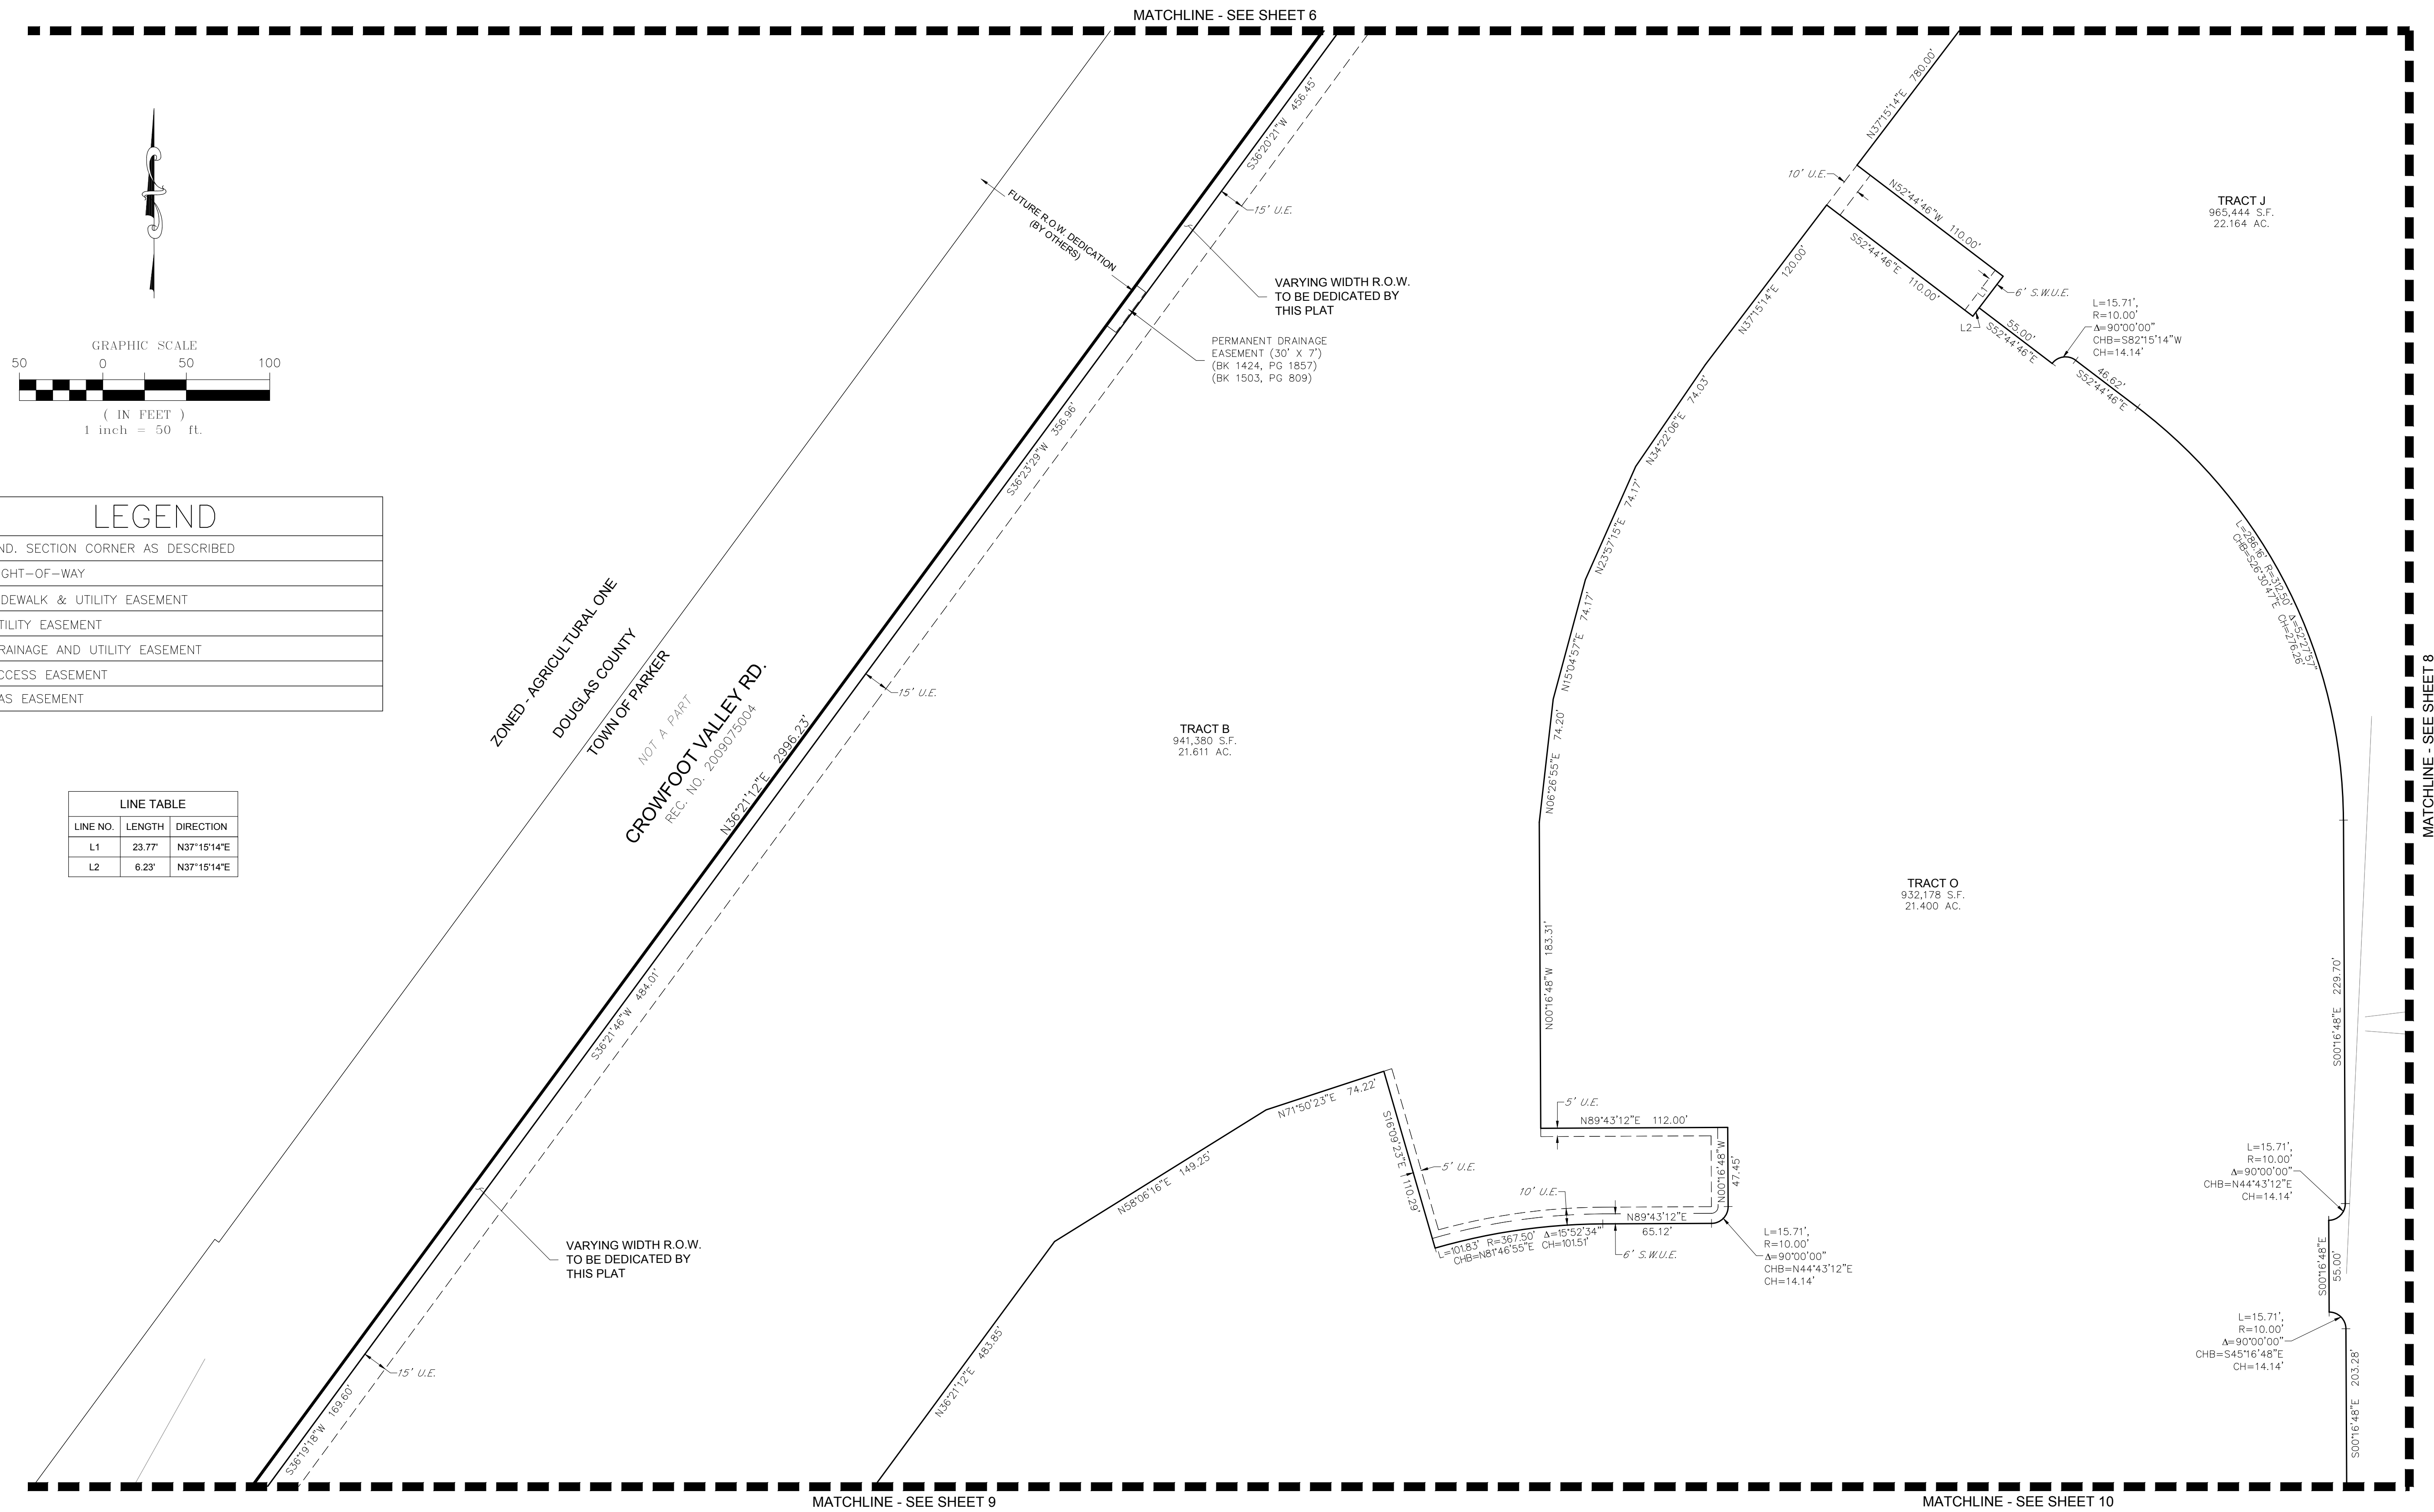 MATCHLINE - SEE SHEET 6
GRAPHIC SCALE
50 0 50 100
( IN FEET )
1 inch = 50 ft.
LEGEND
ND. SECTION CORNER AS DESCRIBED
GHT-OF-WAY
DEWALK & UTILITY EASEMENT
TILITY EASEMENT
RAINAGE AND UTILITY EASEMENT
CCESS EASEMENT
AS EASEMENT
LINE TABLE
LINE NO. LENGTH DIRECTION
L1 23.77' N37°15'14"E
L2 6.23' N37°15'14"E
ZONED - AGRICULTURAL ONE
DOUGLAS COUNTY
TOWN OF PARKER
NOT A PART
CROWFOOT VALLEY RD.
REC. NO. 2009075004
N36°21'12"E 2996.23'
FUTURE R.O.W. DEDICATION
(BY OTHERS)
S36°20'21"W 456.45'
15' U.E.
VARYING WIDTH R.O.W.
TO BE DEDICATED BY
THIS PLAT
PERMANENT DRAINAGE
EASEMENT (30' X 7')
(BK 1424, PG 1857)
(BK 1503, PG 809)
S36°23'29"W 356.96'
15' U.E.
S36°21'46"W 484.01'
VARYING WIDTH R.O.W.
TO BE DEDICATED BY
THIS PLAT
15' U.E.
S36°19'18"W 169.60'
TRACT B
941,380 S.F.
21.611 AC.
N37°15'14"E 780.00'
10' U.E.
N52°44'46"W 110.00'
S52°44'46"E 110.00'
L1
6' S.W.U.E.
L2
55.00'
S52°44'46"E
L=15.71',
R=10.00'
Δ=90°00'00"
CHB=S82°15'14"W
CH=14.14'
46.62'
S52°44'46"E
TRACT J
965,444 S.F.
22.164 AC.
N37°15'14"E 120.00'
N34°22'06"E 74.03'
N23°57'15"E 74.17'
N15°04'57"E 74.17'
N06°26'55"E 74.20'
N00°16'48"W 183.31'
L=286.16' R=312.50' Δ=52°27'57"
CHB=S26°30'47"E CH=276.26'
TRACT O
932,178 S.F.
21.400 AC.
S00°16'48"E 229.70'
MATCHLINE - SEE SHEET 8
5' U.E.
N89°43'12"E 112.00'
N00°16'48"W
47.45'
N71°50'23"E 74.22'
S16°09'23"E 110.29'
5' U.E.
10' U.E.
N89°43'12"E
65.12'
6' S.W.U.E.
L=101.83' R=367.50' Δ=15°52'34"
CHB=N81°46'55"E CH=101.51'
L=15.71',
R=10.00'
Δ=90°00'00"
CHB=N44°43'12"E
CH=14.14'
N58°06'16"E 149.25'
N36°21'12"E 483.85'
L=15.71',
R=10.00'
Δ=90°00'00"
CHB=N44°43'12"E
CH=14.14'
S00°16'48"E
55.00'
L=15.71',
R=10.00'
Δ=90°00'00"
CHB=S45°16'48"E
CH=14.14'
S00°16'48"E 203.28'
MATCHLINE - SEE SHEET 9
MATCHLINE - SEE SHEET 10